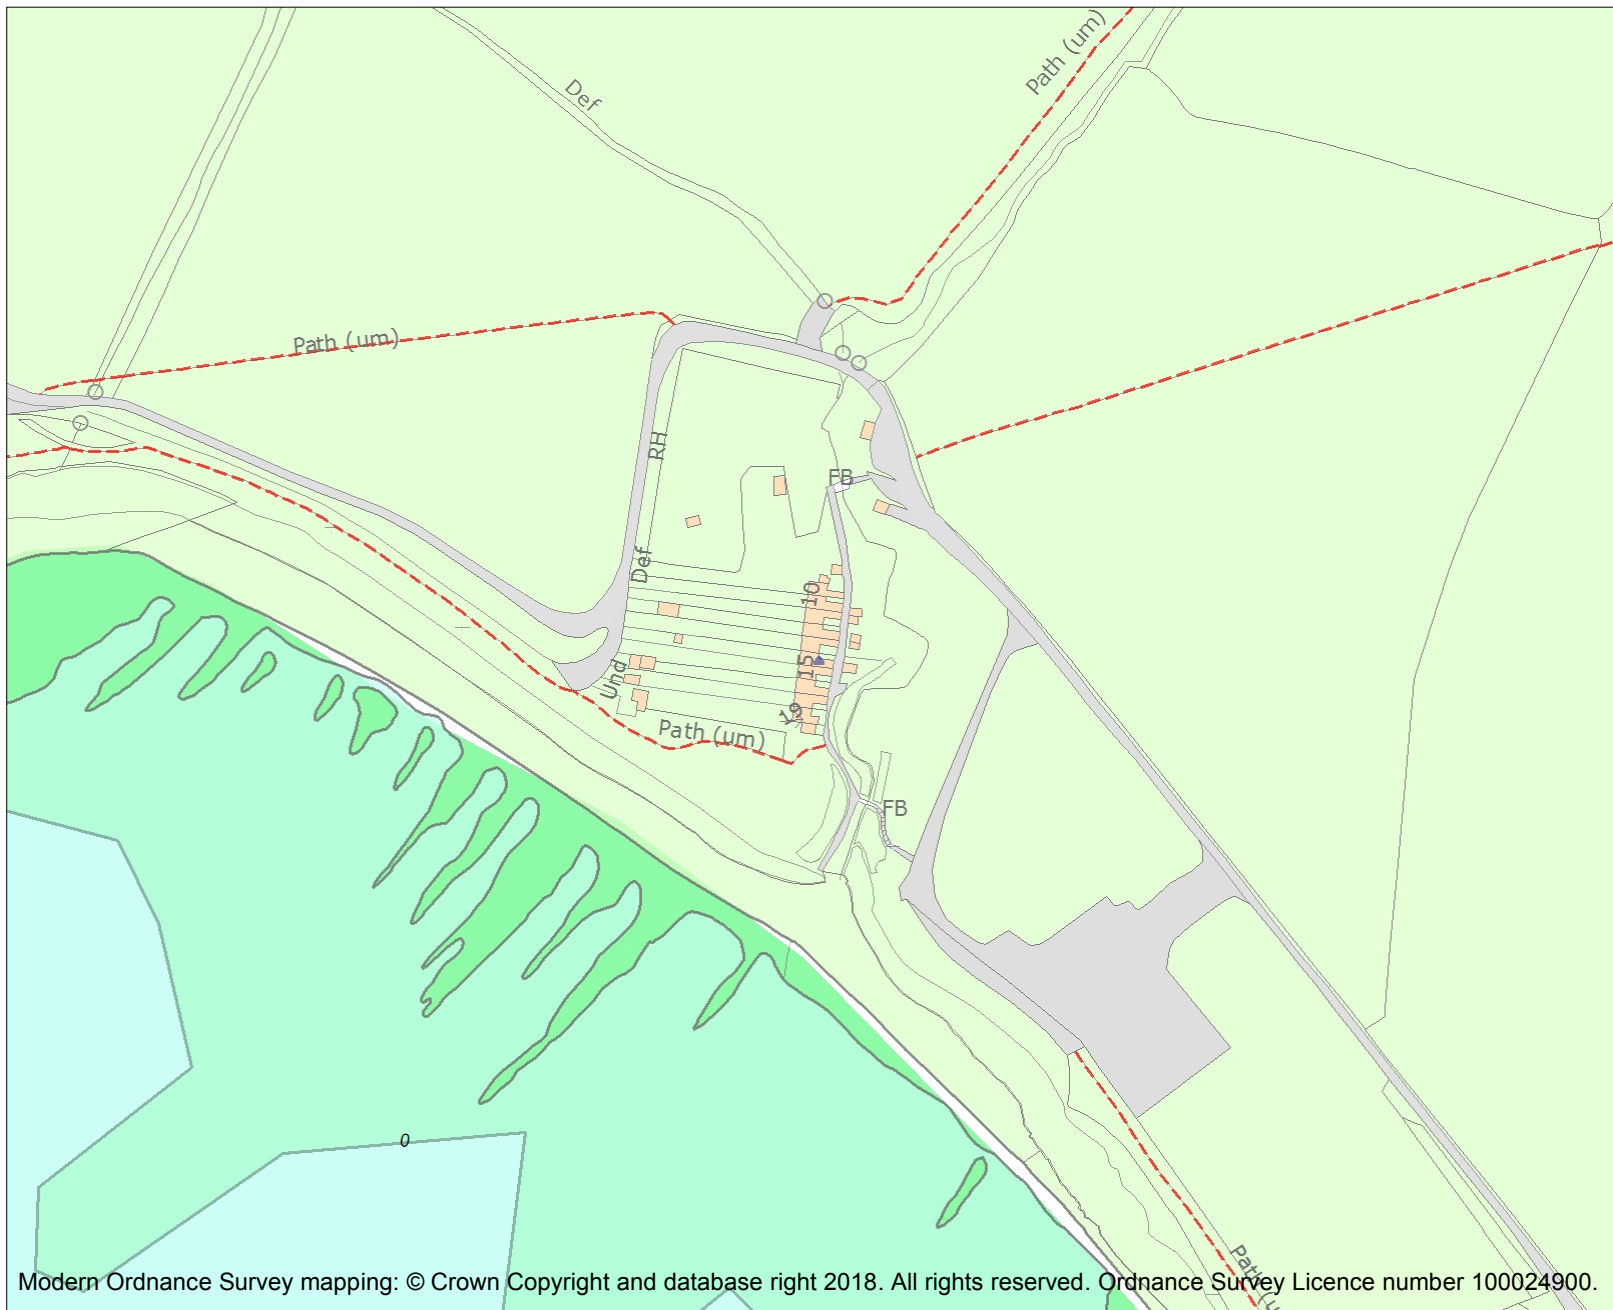 Path (um)
Def
Path (um)
RH
FB
Def
10
15
Und
19
Path (um)
FB
0
Path (u
Modern Ordnance Survey mapping: © Crown Copyright and database right 2018. All rights reserved. Ordnance Survey Licence number 100024900.